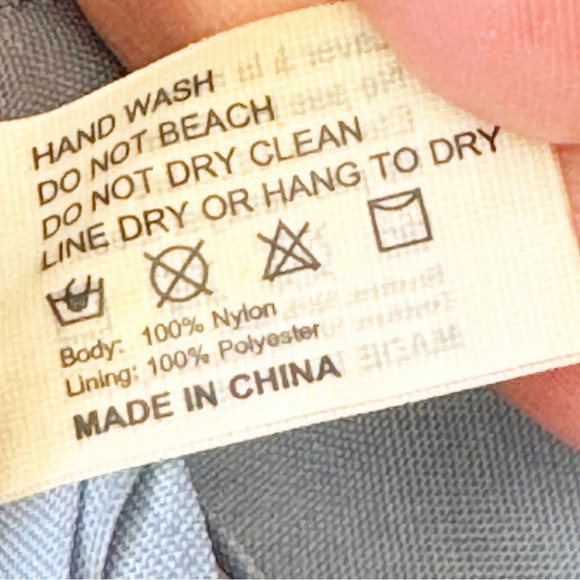 HAND WASH
DO NOT BEACH
DO NOT DRY CLEAN
LINE DRY OR HANG TO DRY
Body: 100% Nylon
Lining: 100% Polyester
MADE IN CHINA